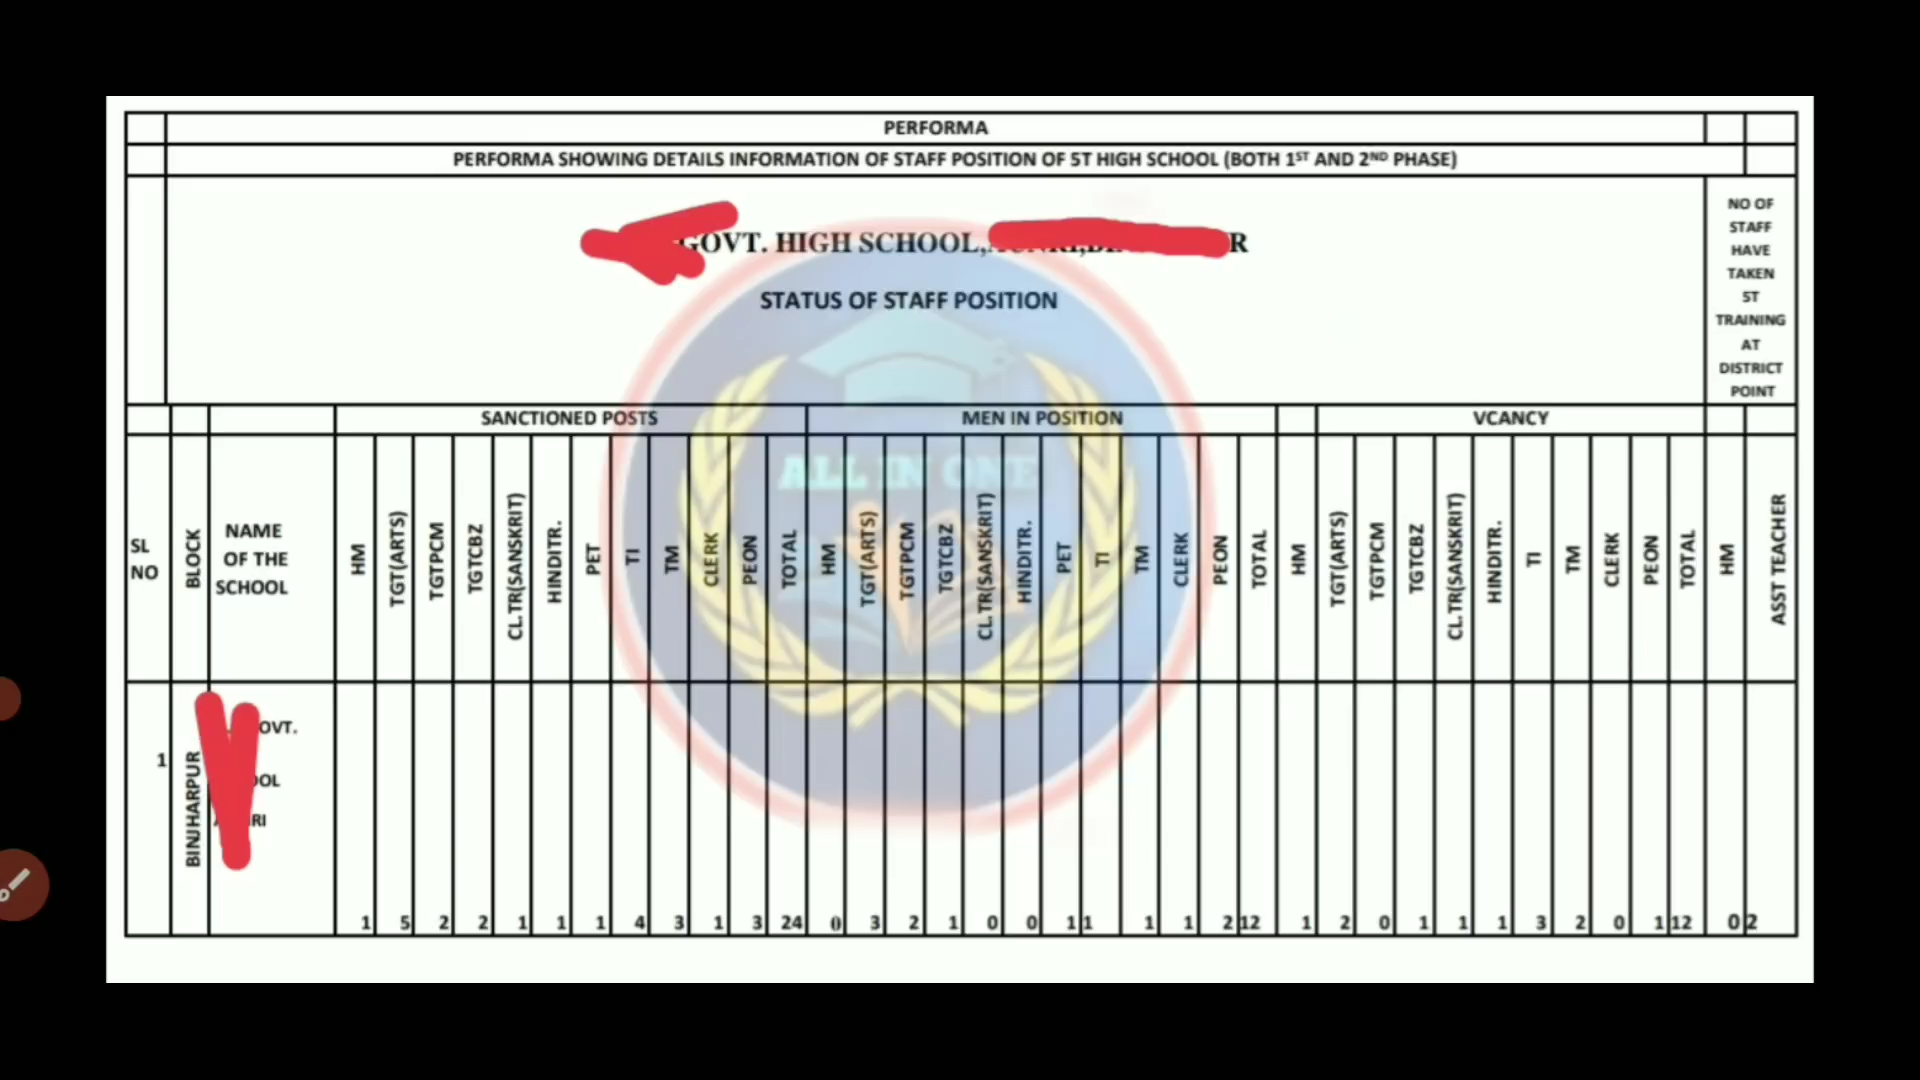 PERFORMA
PERFORMA SHOWING DETAILS INFORMATION OF STAFF POSITION OF 5T HIGH SCHOOL (BOTH 1ST AND 2ND PHASE)
GOVT. HIGH SCHOOL,
STATUS OF STAFF POSITION
NO OF
STAFF
HAVE
TAKEN
5T
TRAINING
AT
DISTRICT
POINT
SANCTIONED POSTS MEN IN POSITION VCANCY
ALL IN ONE
SL
NO
BLOCK
NAME
OF THE
SCHOOL
HM
TGT(ARTS)
TGTPCM
TGTCBZ
CL.TR(SANSKRIT)
HINDITR.
PET
TI
TM
CLERK
PEON
TOTAL
HM
TGT(ARTS)
TGTPCM
TGTCBZ
CL.TR(SANSKRIT)
HINDITR.
PET
TI
TM
CLERK
PEON
TOTAL
HM
TGT(ARTS)
TGTPCM
TGTCBZ
CL.TR(SANSKRIT)
HINDITR.
TI
TM
CLERK
PEON
TOTAL
HM
ASST TEACHER
1
BINJHARPUR
1 5 2 2 1 1 1 4 3 1 3 24 0 3 2 1 0 0 1 1 1 1 2 12 1 2 0 1 1 1 3 2 0 1 12 0 2